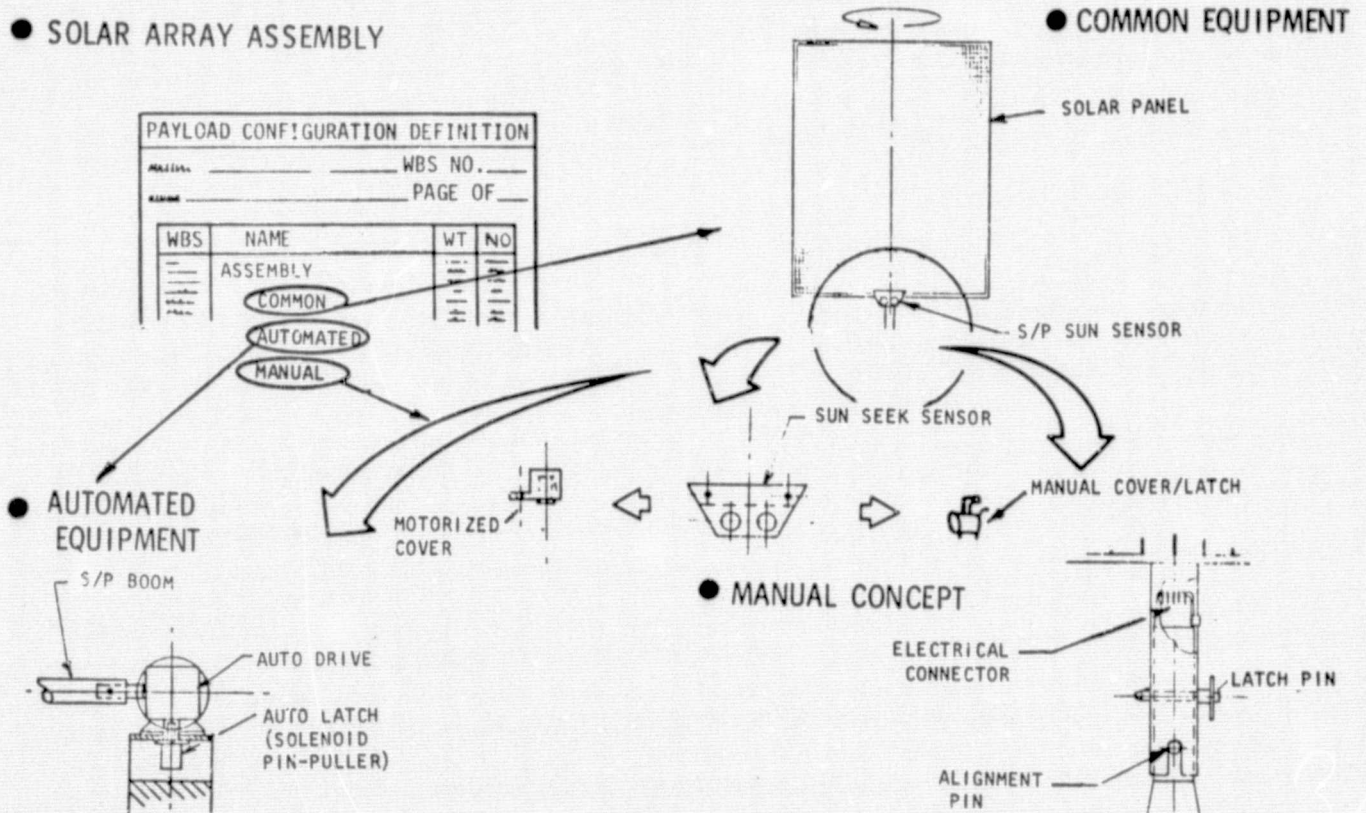 ● SOLAR ARRAY ASSEMBLY
● COMMON EQUIPMENT
SOLAR PANEL
PAYLOAD CONFIGURATION DEFINITION
WBS NO.
PAGE OF
WBS NAME WT NO
ASSEMBLY
COMMON
AUTOMATED
MANUAL
S/P SUN SENSOR
SUN SEEK SENSOR
MOTORIZED
COVER
MANUAL COVER/LATCH
● AUTOMATED
EQUIPMENT
S/P BOOM
AUTO DRIVE
AUTO LATCH
(SOLENOID
PIN-PULLER)
● MANUAL CONCEPT
ELECTRICAL
CONNECTOR
LATCH PIN
ALIGNMENT
PIN